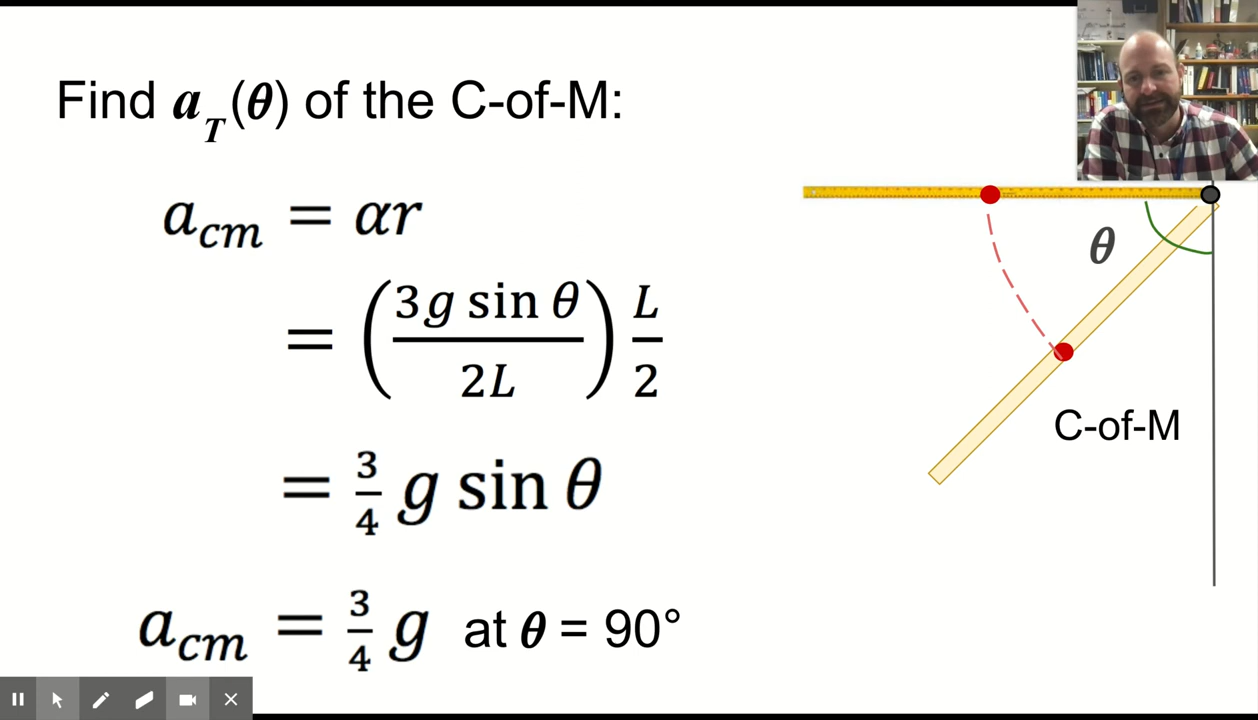 Find a_T(θ) of the C-of-M:
a_cm = αr
= (3g sin θ / 2L) L/2
= 3/4 g sin θ
a_cm = 3/4 g at θ = 90°
θ
C-of-M